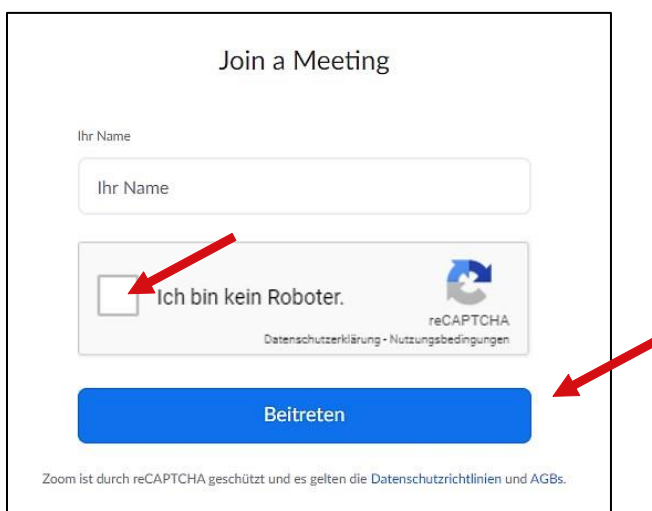 Join a Meeting
Ihr Name
Ihr Name
Ich bin kein Roboter.
reCAPTCHA
Datenschutzerklärung - Nutzungsbedingungen
Beitreten
Zoom ist durch reCAPTCHA geschützt und es gelten die Datenschutzrichtlinien und AGBs.